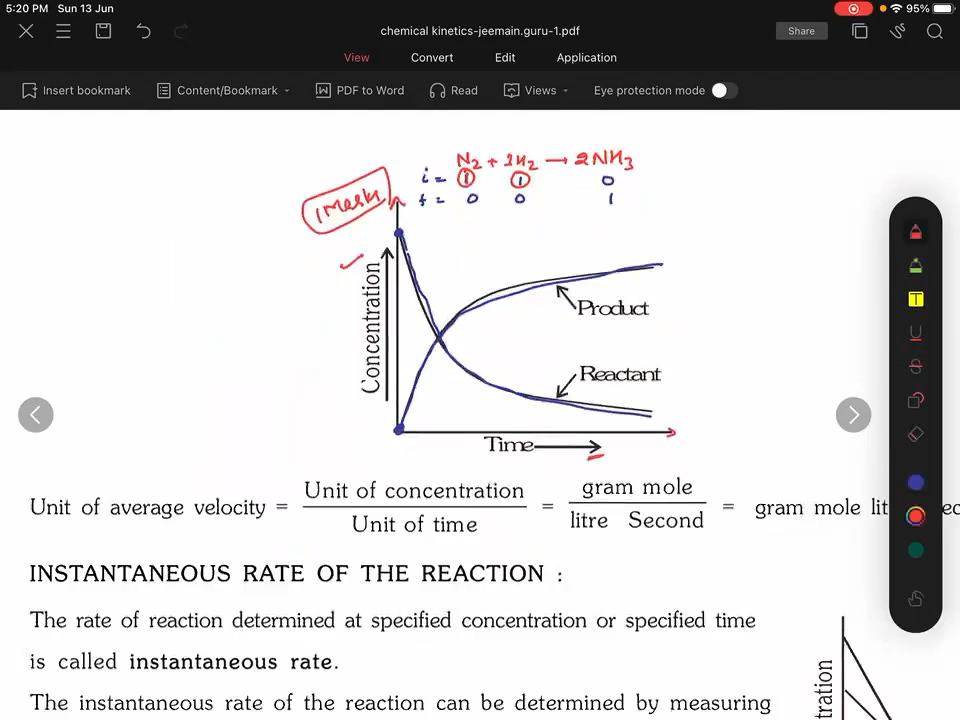 5:20 PM Sun 13 Jun
95%
chemical kinetics-jeemain.guru-1.pdf
Share
View Convert Edit Application
Insert bookmark Content/Bookmark PDF to Word Read Views Eye protection mode
N2 + 3H2 → 2NH3
i = 1 1 0
t = 0 0 1
1 Mark
Concentration
Product
Reactant
Time
Unit of average velocity = Unit of concentration / Unit of time = gram mole / litre Second = gram mole lit
INSTANTANEOUS RATE OF THE REACTION :
The rate of reaction determined at specified concentration or specified time
is called instantaneous rate.
The instantaneous rate of the reaction can be determined by measuring
tration